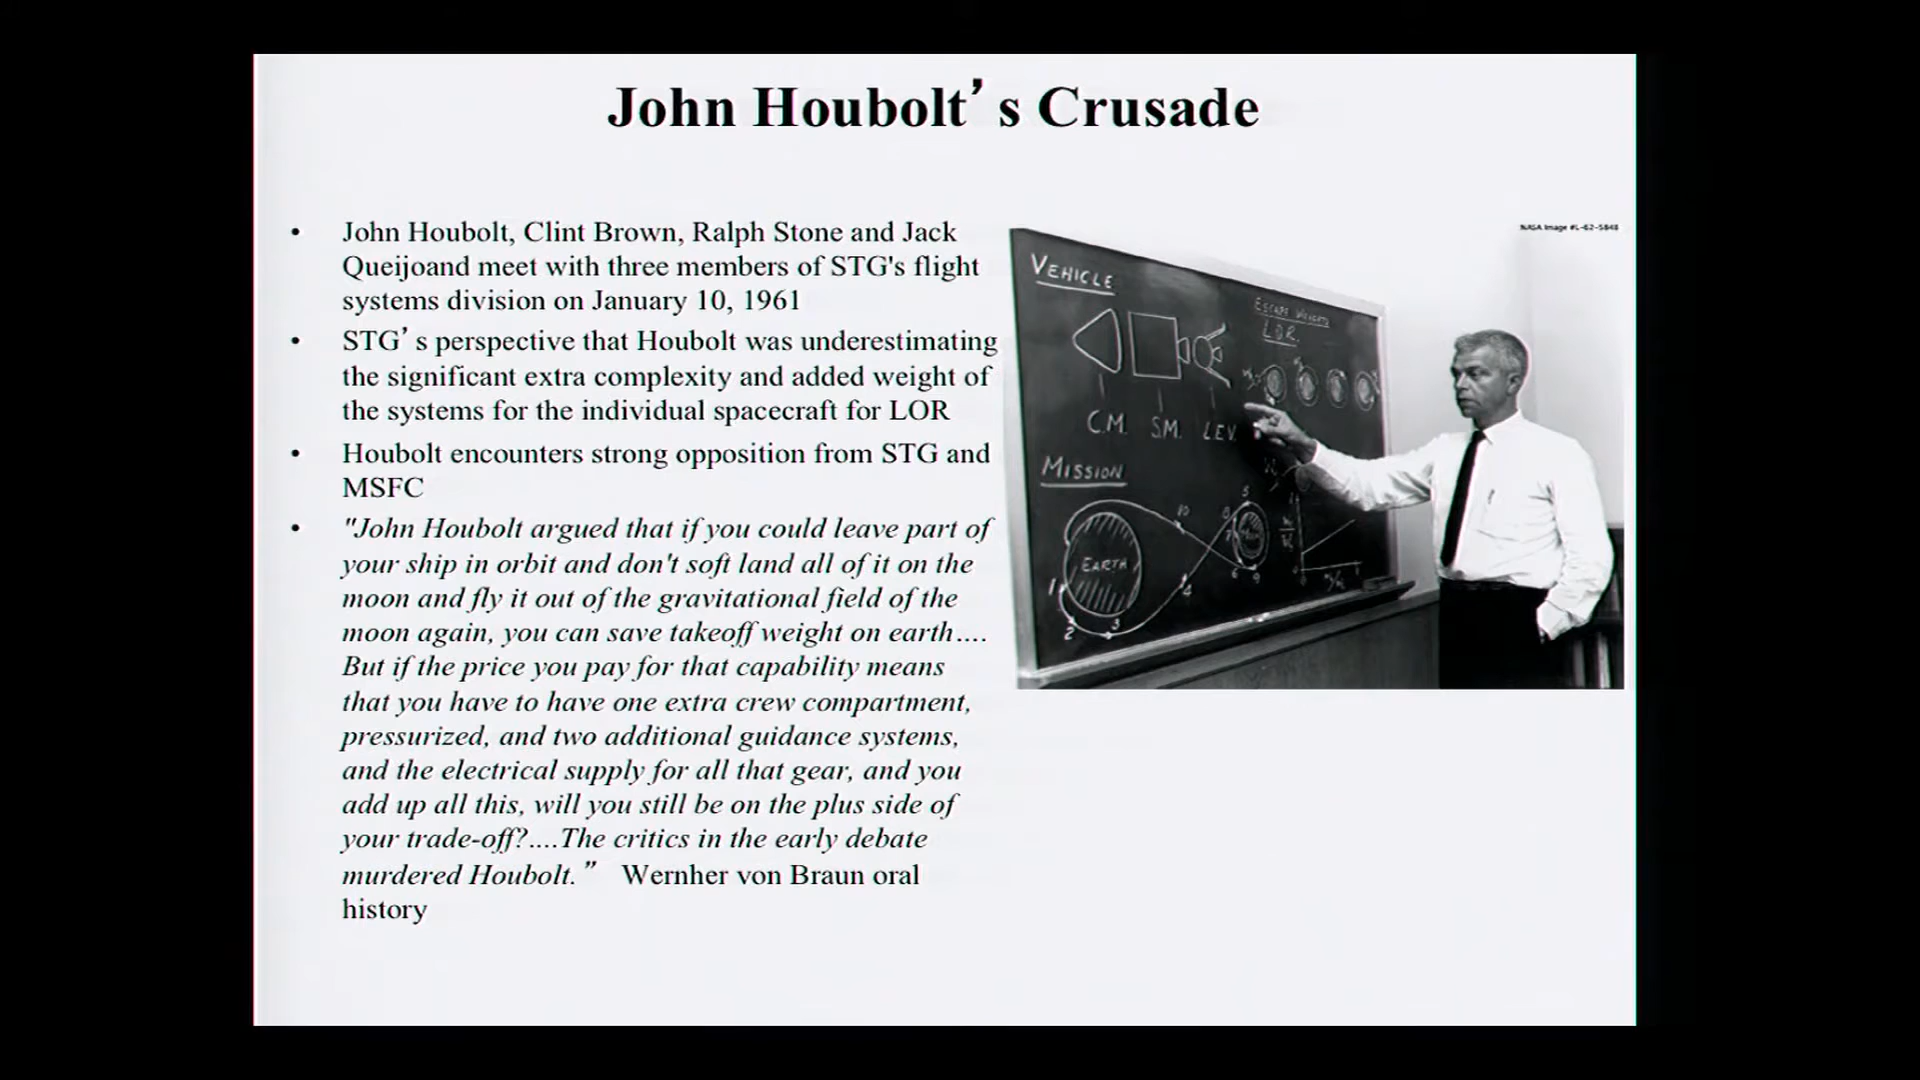 John Houbolt’s Crusade
• John Houbolt, Clint Brown, Ralph Stone and Jack
Queijoand meet with three members of STG's flight
systems division on January 10, 1961
• STG’s perspective that Houbolt was underestimating
the significant extra complexity and added weight of
the systems for the individual spacecraft for LOR
• Houbolt encounters strong opposition from STG and
MSFC
• "John Houbolt argued that if you could leave part of
your ship in orbit and don't soft land all of it on the
moon and fly it out of the gravitational field of the
moon again, you can save takeoff weight on earth….
But if the price you pay for that capability means
that you have to have one extra crew compartment,
pressurized, and two additional guidance systems,
and the electrical supply for all that gear, and you
add up all this, will you still be on the plus side of
your trade-off?….The critics in the early debate
murdered Houbolt.” Wernher von Braun oral
history
NASA Image #L-62-5848
VEHICLE
ESCAPE WEIGHTS
L.O.R.
C.M. S.M. L.E.V.
MISSION
EARTH
1
2
3
4
5
6
9
10